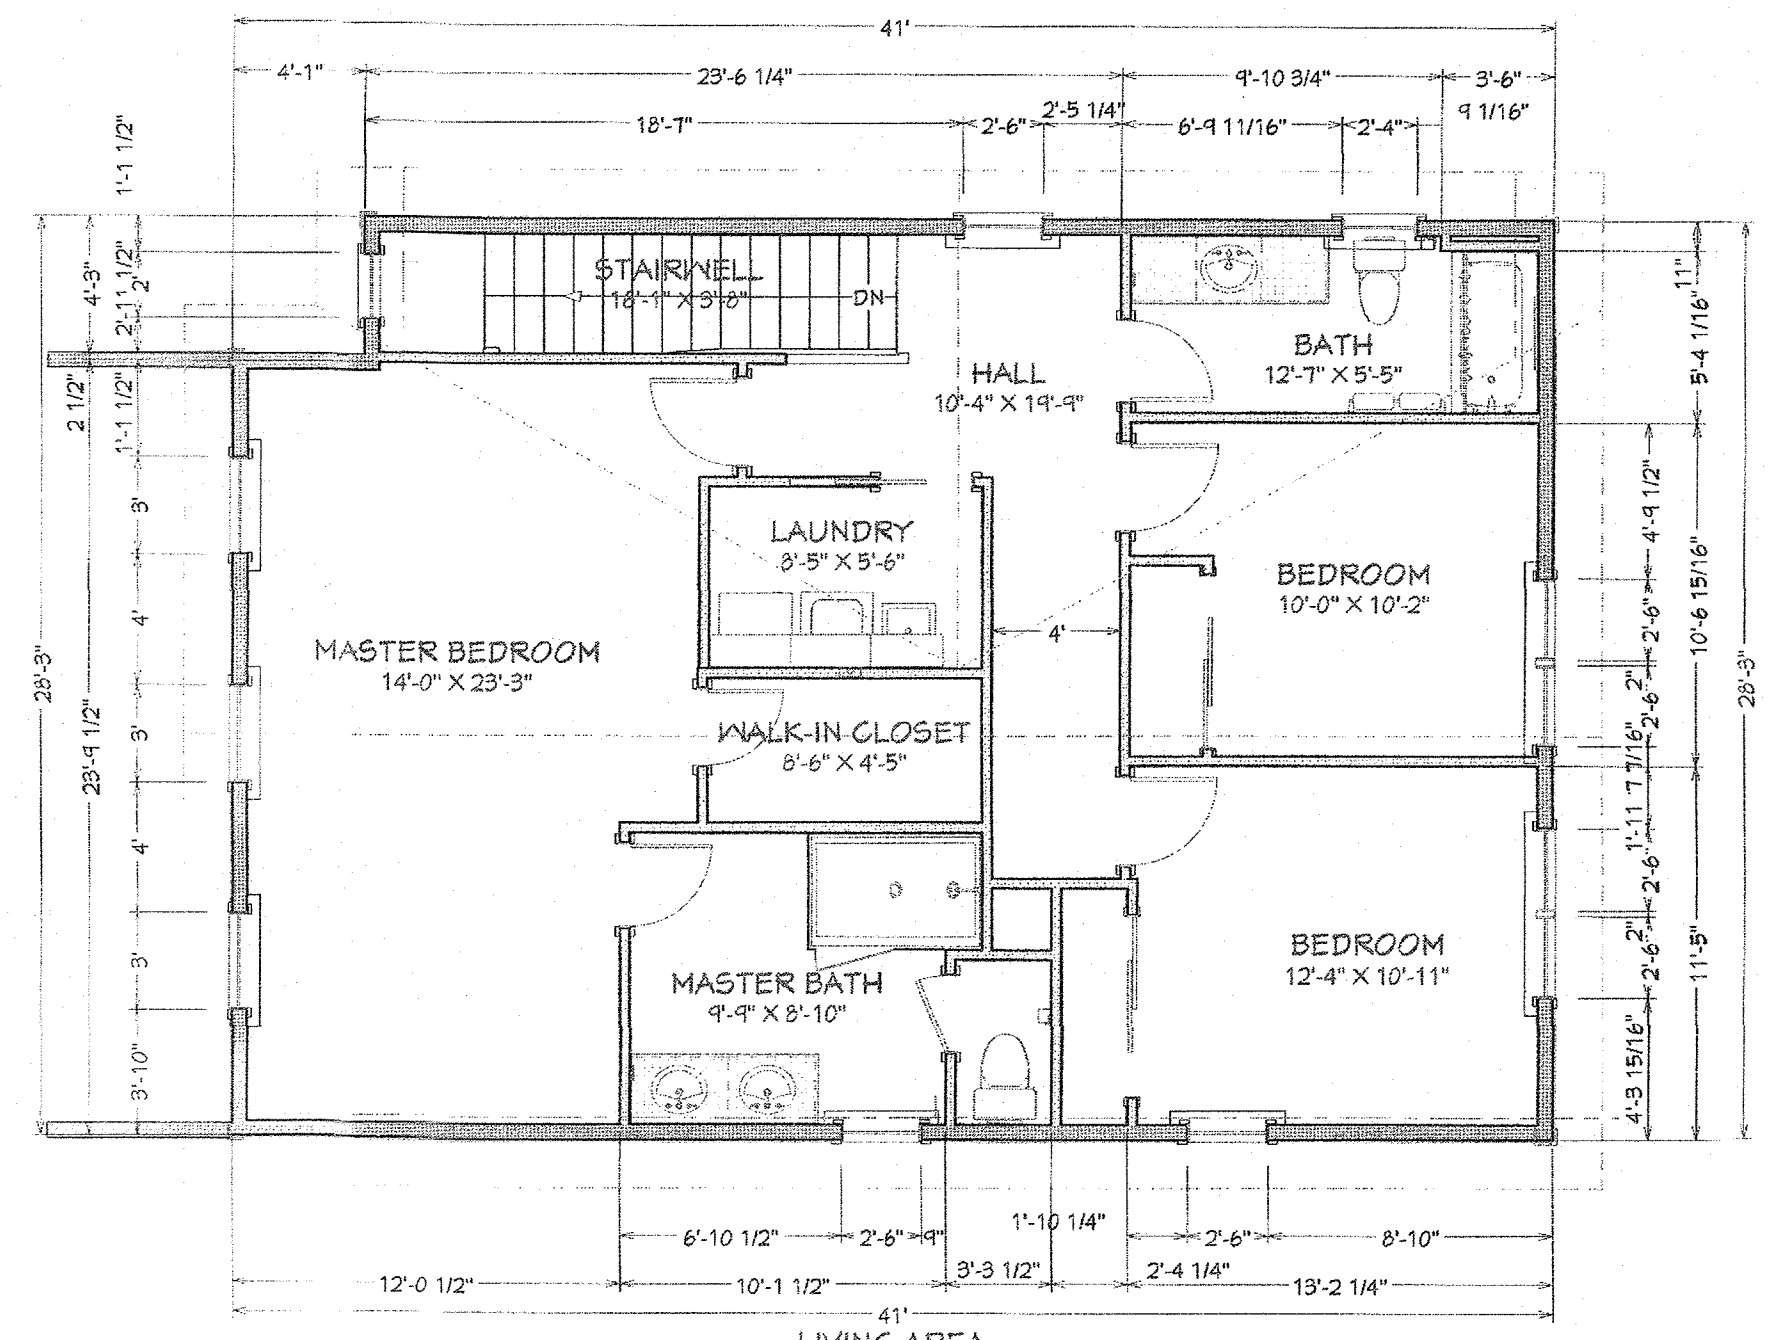 41'
4'-1"
23'-6 1/4"
9'-10 3/4"
3'-6"
18'-7"
2'-6"
2'-5 1/4"
6'-9 11/16"
2'-4"
9 1/16"
1'-1 1/2"
4'-3"
2'-11 1/2"
2'
2 1/2"
1'-1 1/2"
3'
4'
28'-3"
23'-9 1/2"
3'
4'
3'
3'-10"
STAIRWELL
18'-1" X 3'-8"
DN
HALL
10'-4" X 19'-9"
BATH
12'-7" X 5'-5"
LAUNDRY
8'-5" X 5'-6"
BEDROOM
10'-0" X 10'-2"
4'
MASTER BEDROOM
14'-0" X 23'-3"
WALK-IN CLOSET
8'-6" X 4'-5"
BEDROOM
12'-4" X 10'-11"
MASTER BATH
9'-9" X 8'-10"
11"
5'-4 1/16"
4'-9 1/2"
10'-6 15/16"
2'-6"
2"
2'-6"
28'-3"
1'-11 7/16"
2'-6"
2"
2'-6"
11'-5"
4'-3 15/16"
6'-10 1/2"
2'-6"
9"
1'-10 1/4"
2'-6"
8'-10"
12'-0 1/2"
10'-1 1/2"
3'-3 1/2"
2'-4 1/4"
13'-2 1/4"
41'
LIVING AREA